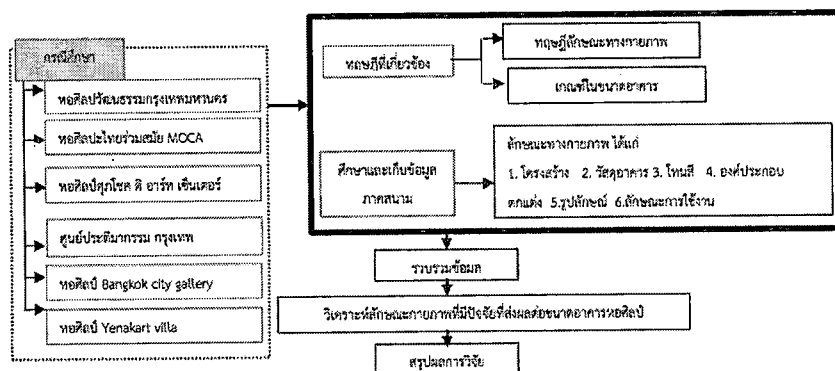 กรณีศึกษา
หอศิลปวัฒนธรรมกรุงเทพมหานคร
หอศิลปะไทยร่วมสมัย MOCA
หอศิลป์ศุภโชค ดิ อาร์ท เซ็นเตอร์
ศูนย์ประติมากรรม กรุงเทพ
หอศิลป์ Bangkok city gallery
หอศิลป์ Yenakart villa
ทฤษฎีที่เกี่ยวข้อง
ทฤษฎีลักษณะทางกายภาพ
เกณฑ์ในขนาดอาคาร
ศึกษาและเก็บข้อมูล
ภาคสนาม
ลักษณะทางกายภาพ ได้แก่
1. โครงสร้าง 2. วัสดุอาคาร 3. โทนสี 4. องค์ประกอบ
ตกแต่ง 5.รูปลักษณ์ 6.ลักษณะการใช้งาน
รวบรวมข้อมูล
วิเคราะห์ลักษณะกายภาพที่มีปัจจัยที่ส่งผลต่อขนาดอาคารหอศิลป์
สรุปผลการวิจัย